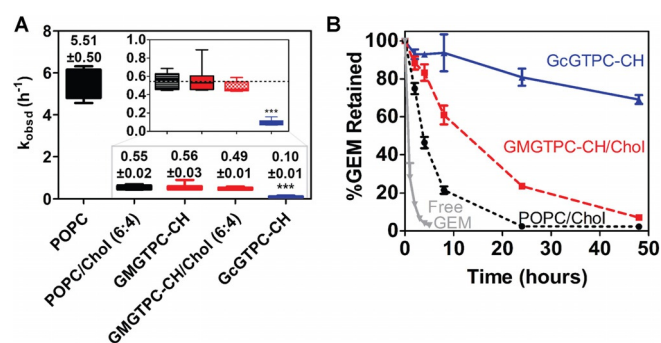 A
k_obsd (h⁻¹)
8
6
4
2
0
5.51
±0.50
1.0
0.8
0.6
0.4
0.2
0.0
***
0.55
±0.02
0.56
±0.03
0.49
±0.01
0.10
±0.01
***
POPC
POPC/Chol (6:4)
GMGTPC-CH
GMGTPC-CH/Chol (6:4)
GcGTPC-CH
B
%GEM Retained
100
80
60
40
20
0
GcGTPC-CH
GMGTPC-CH/Chol
Free
GEM
POPC/Chol
0 10 20 30 40 50
Time (hours)